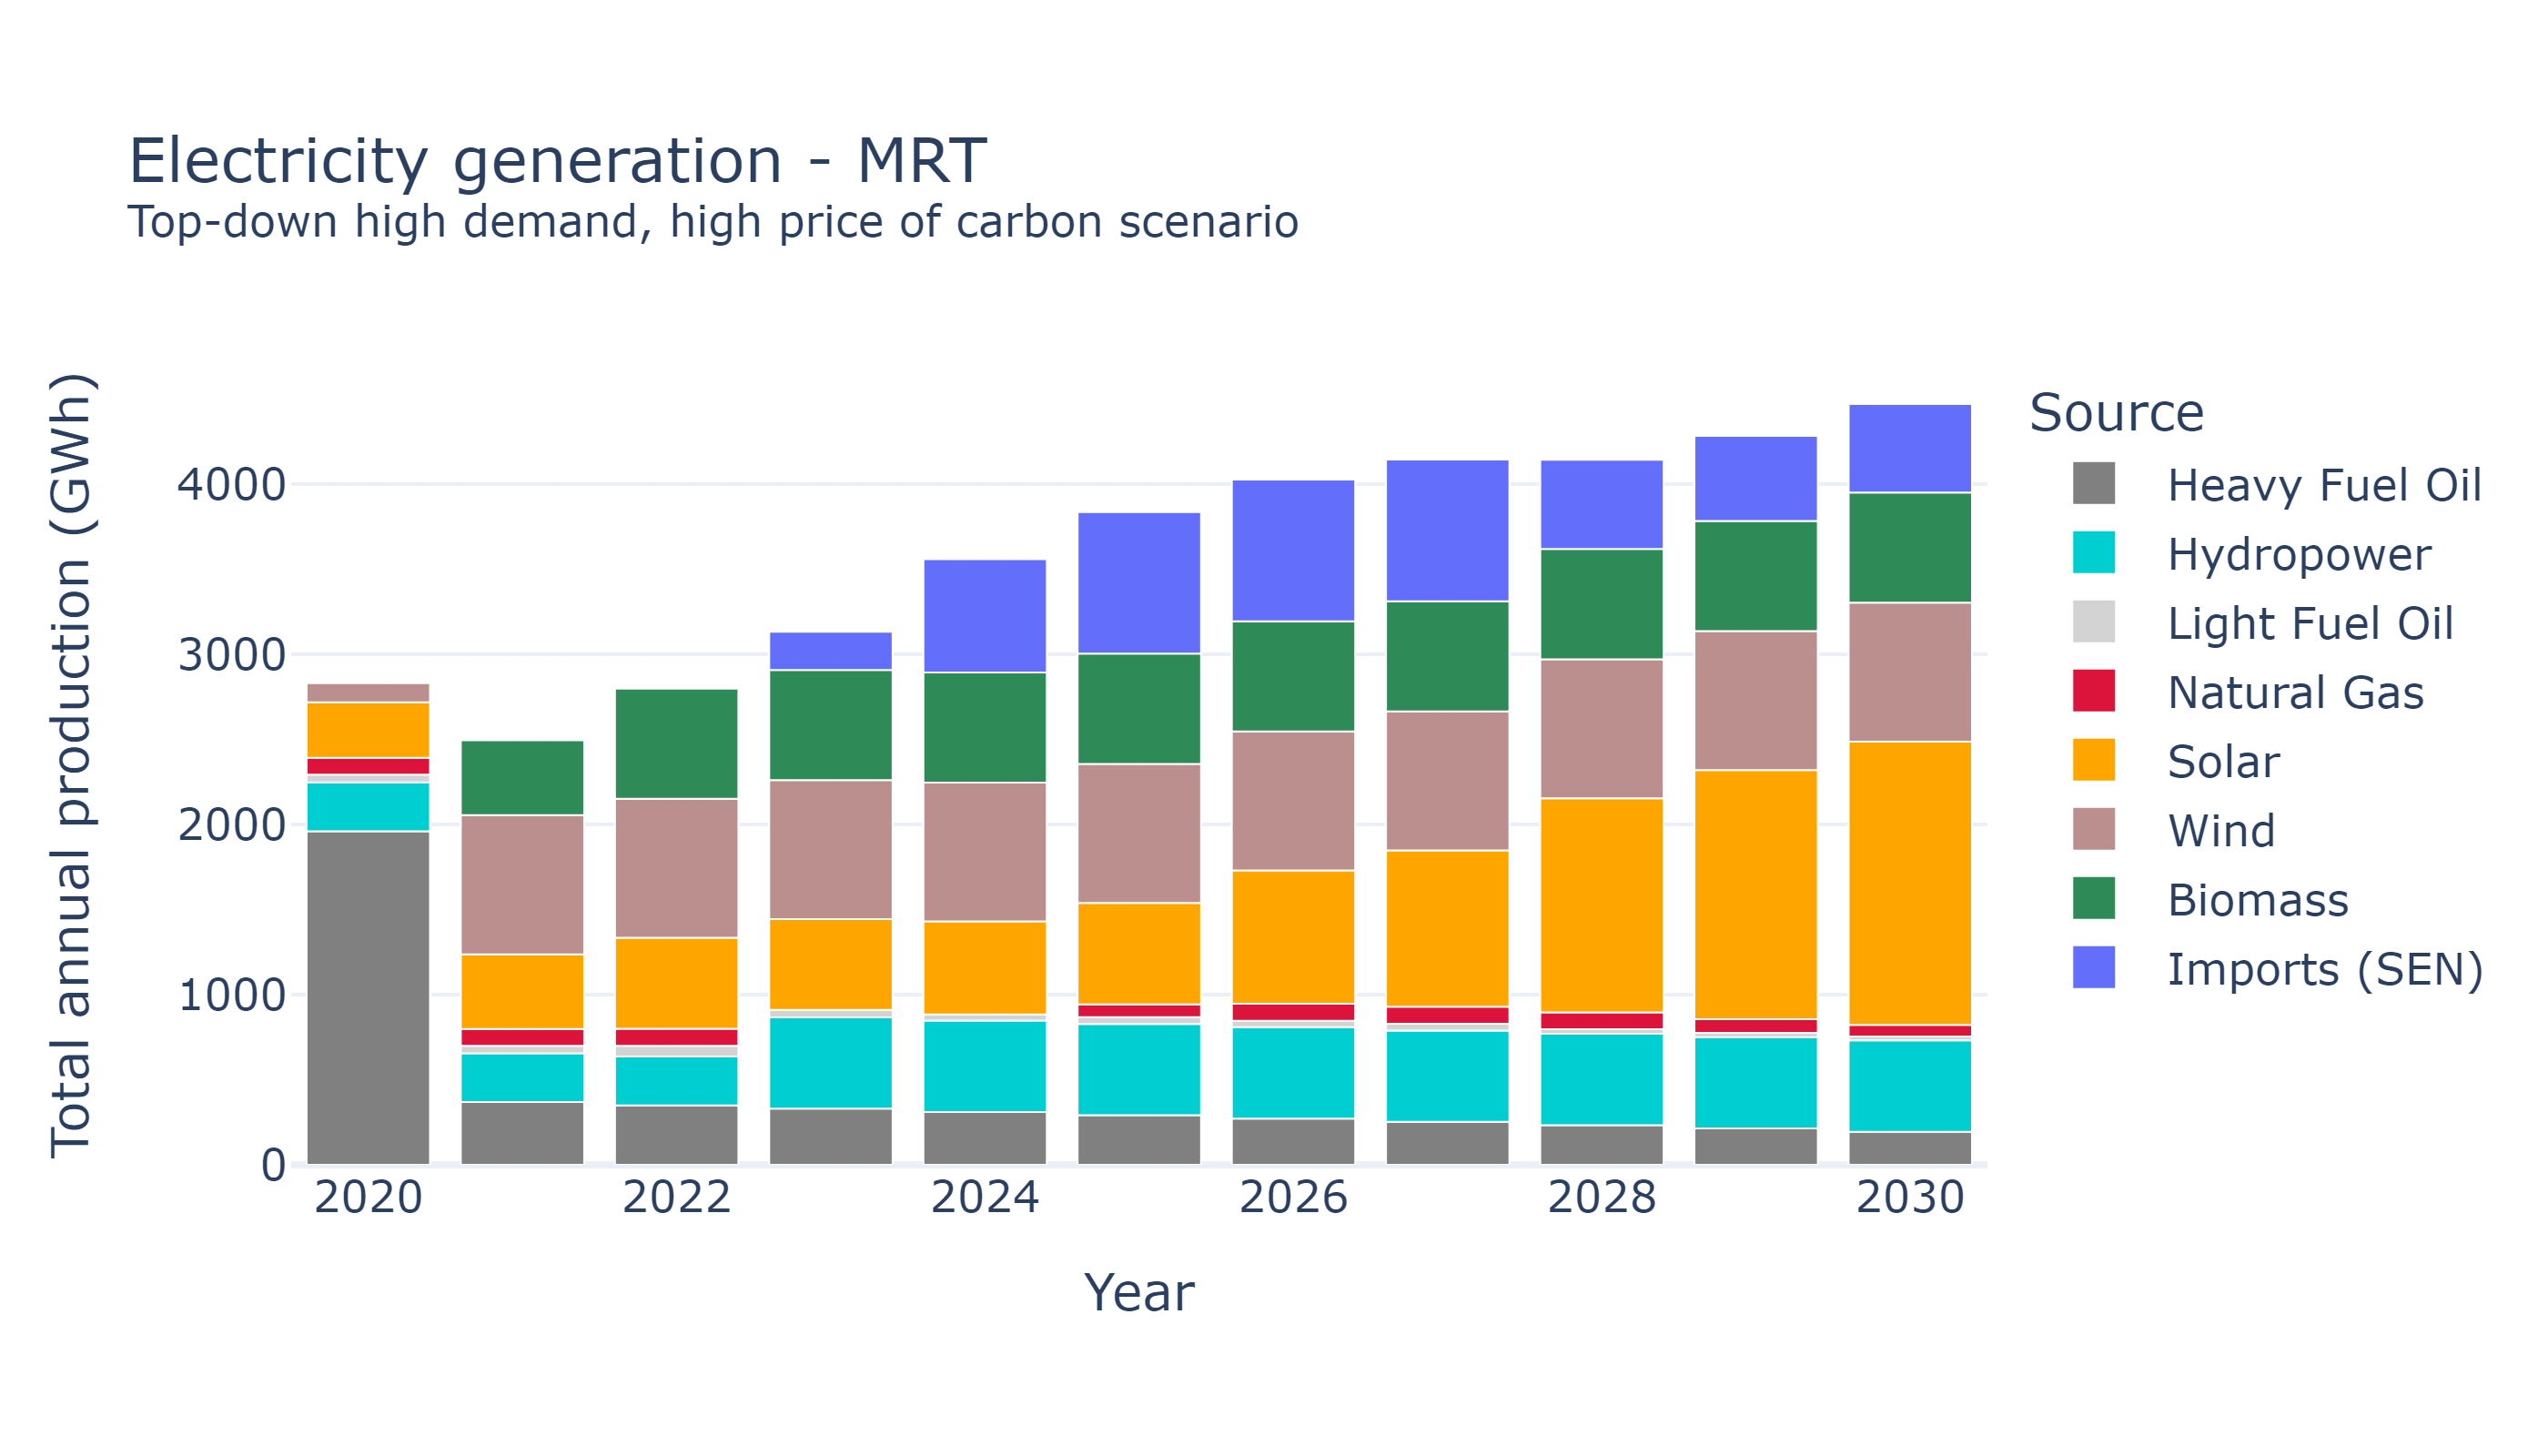 Electricity generation - MRT
Top-down high demand, high price of carbon scenario
Total annual production (GWh)
4000
3000
2000
1000
0
2020
2022
2024
2026
2028
2030
Year
Source
Heavy Fuel Oil
Hydropower
Light Fuel Oil
Natural Gas
Solar
Wind
Biomass
Imports (SEN)